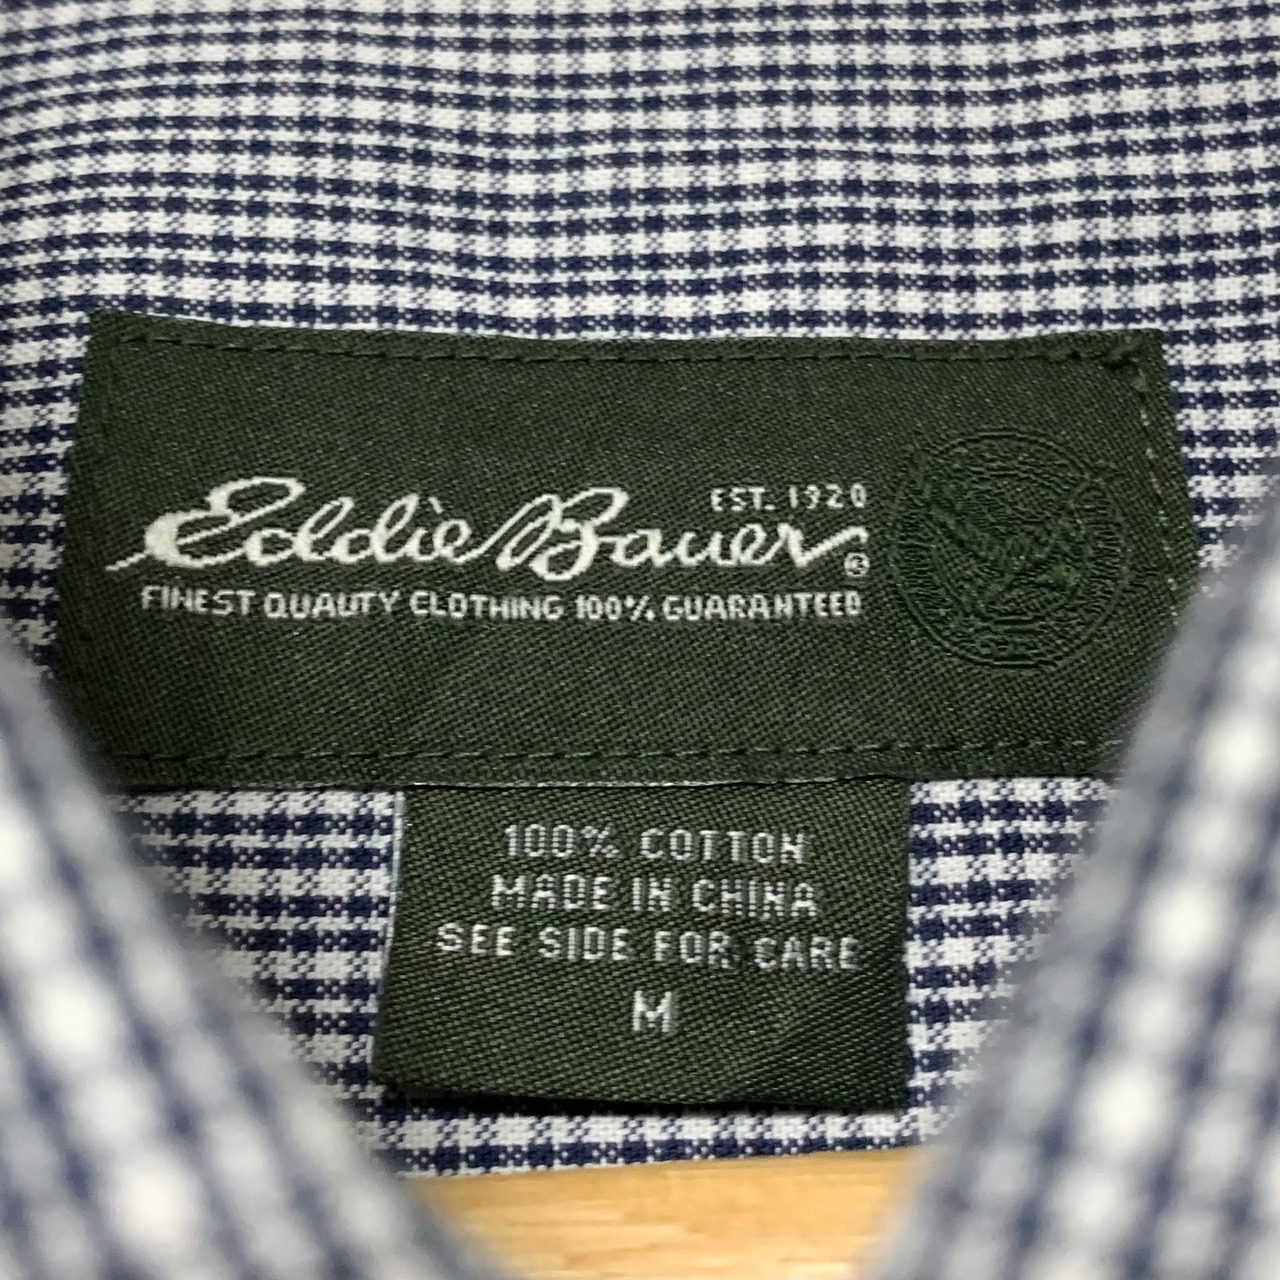 EST. 1920
Eddie Bauer®
FINEST QUALITY CLOTHING 100% GUARANTEED
100% COTTON
MADE IN CHINA
SEE SIDE FOR CARE
M